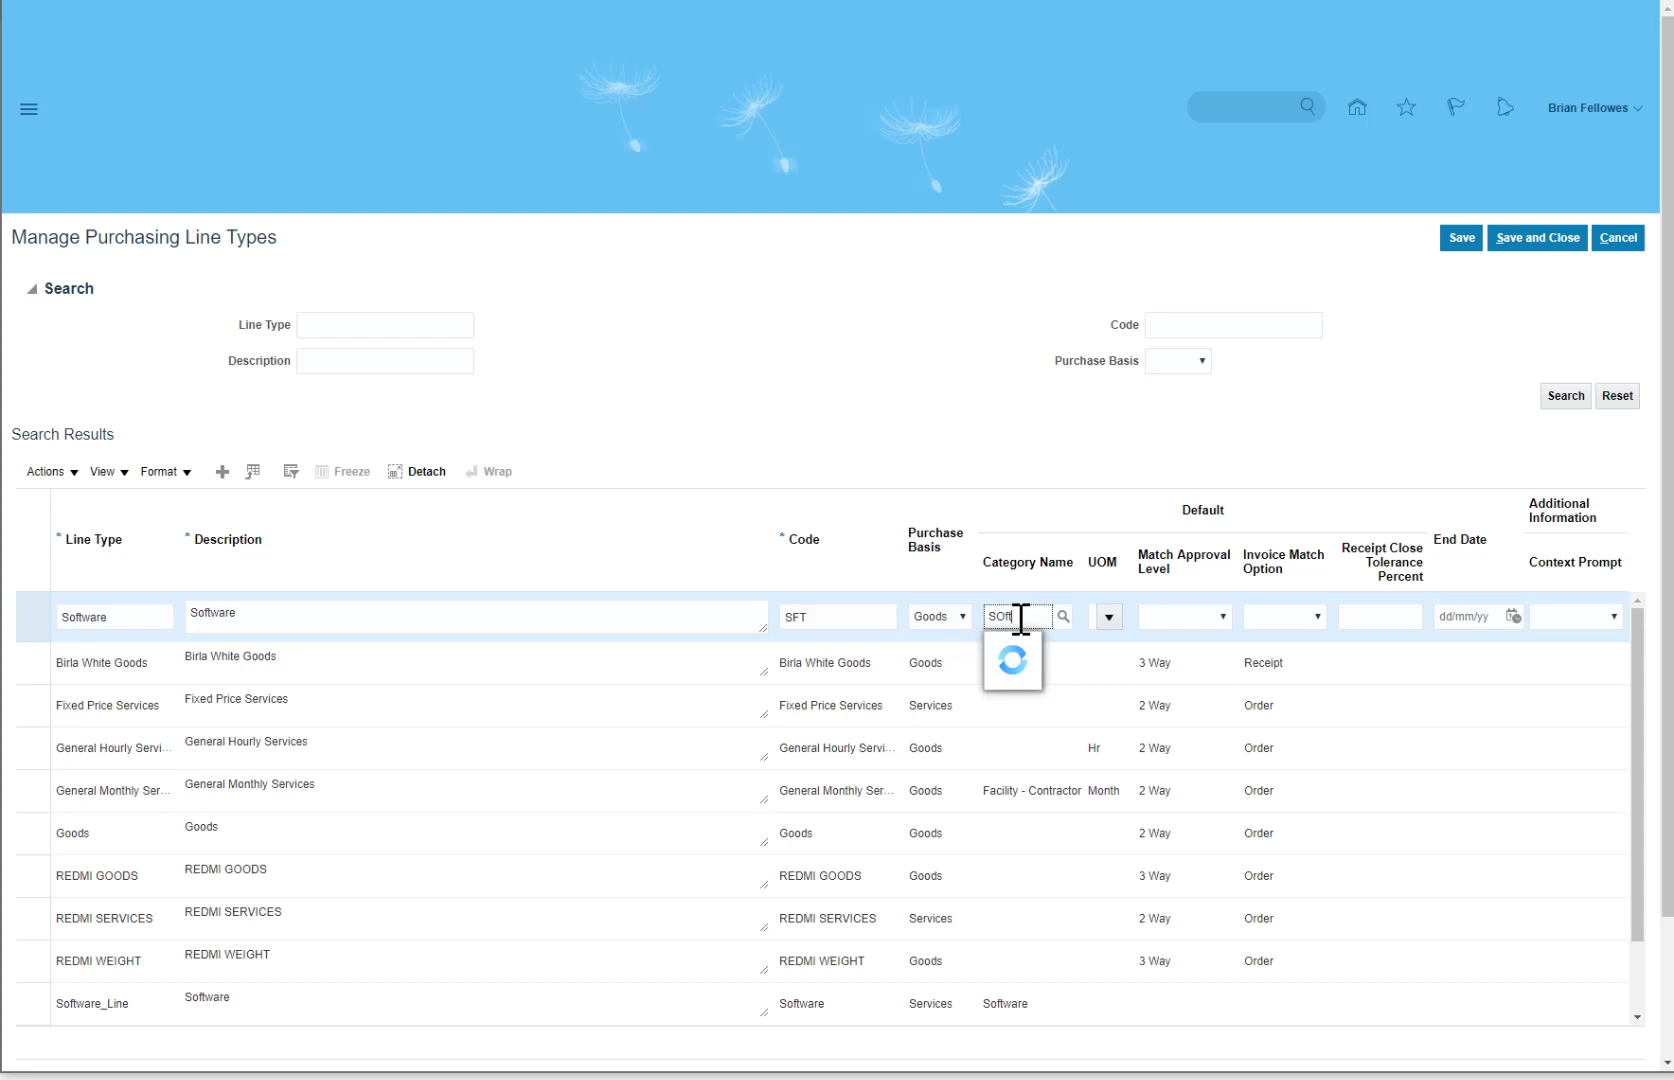 Brian Fellowes
Manage Purchasing Line Types
Save
Save and Close
Cancel
Search
Line Type
Code
Description
Purchase Basis
Search
Reset
Search Results
Actions
View
Format
Freeze
Detach
Wrap
* Line Type
* Description
* Code
Purchase
Basis
Default
Category Name
UOM
Match Approval
Level
Invoice Match
Option
Receipt Close
Tolerance
Percent
End Date
Additional
Information
Context Prompt
Software
Software
SFT
Goods
SOft
dd/mm/yy
Birla White Goods
Birla White Goods
Birla White Goods
Goods
3 Way
Receipt
Fixed Price Services
Fixed Price Services
Fixed Price Services
Services
2 Way
Order
General Hourly Servi...
General Hourly Services
General Hourly Servi...
Goods
Hr
2 Way
Order
General Monthly Ser...
General Monthly Services
General Monthly Ser...
Goods
Facility - Contractor
Month
2 Way
Order
Goods
Goods
Goods
Goods
2 Way
Order
REDMI GOODS
REDMI GOODS
REDMI GOODS
Goods
3 Way
Order
REDMI SERVICES
REDMI SERVICES
REDMI SERVICES
Services
2 Way
Order
REDMI WEIGHT
REDMI WEIGHT
REDMI WEIGHT
Goods
3 Way
Order
Software_Line
Software
Software
Services
Software